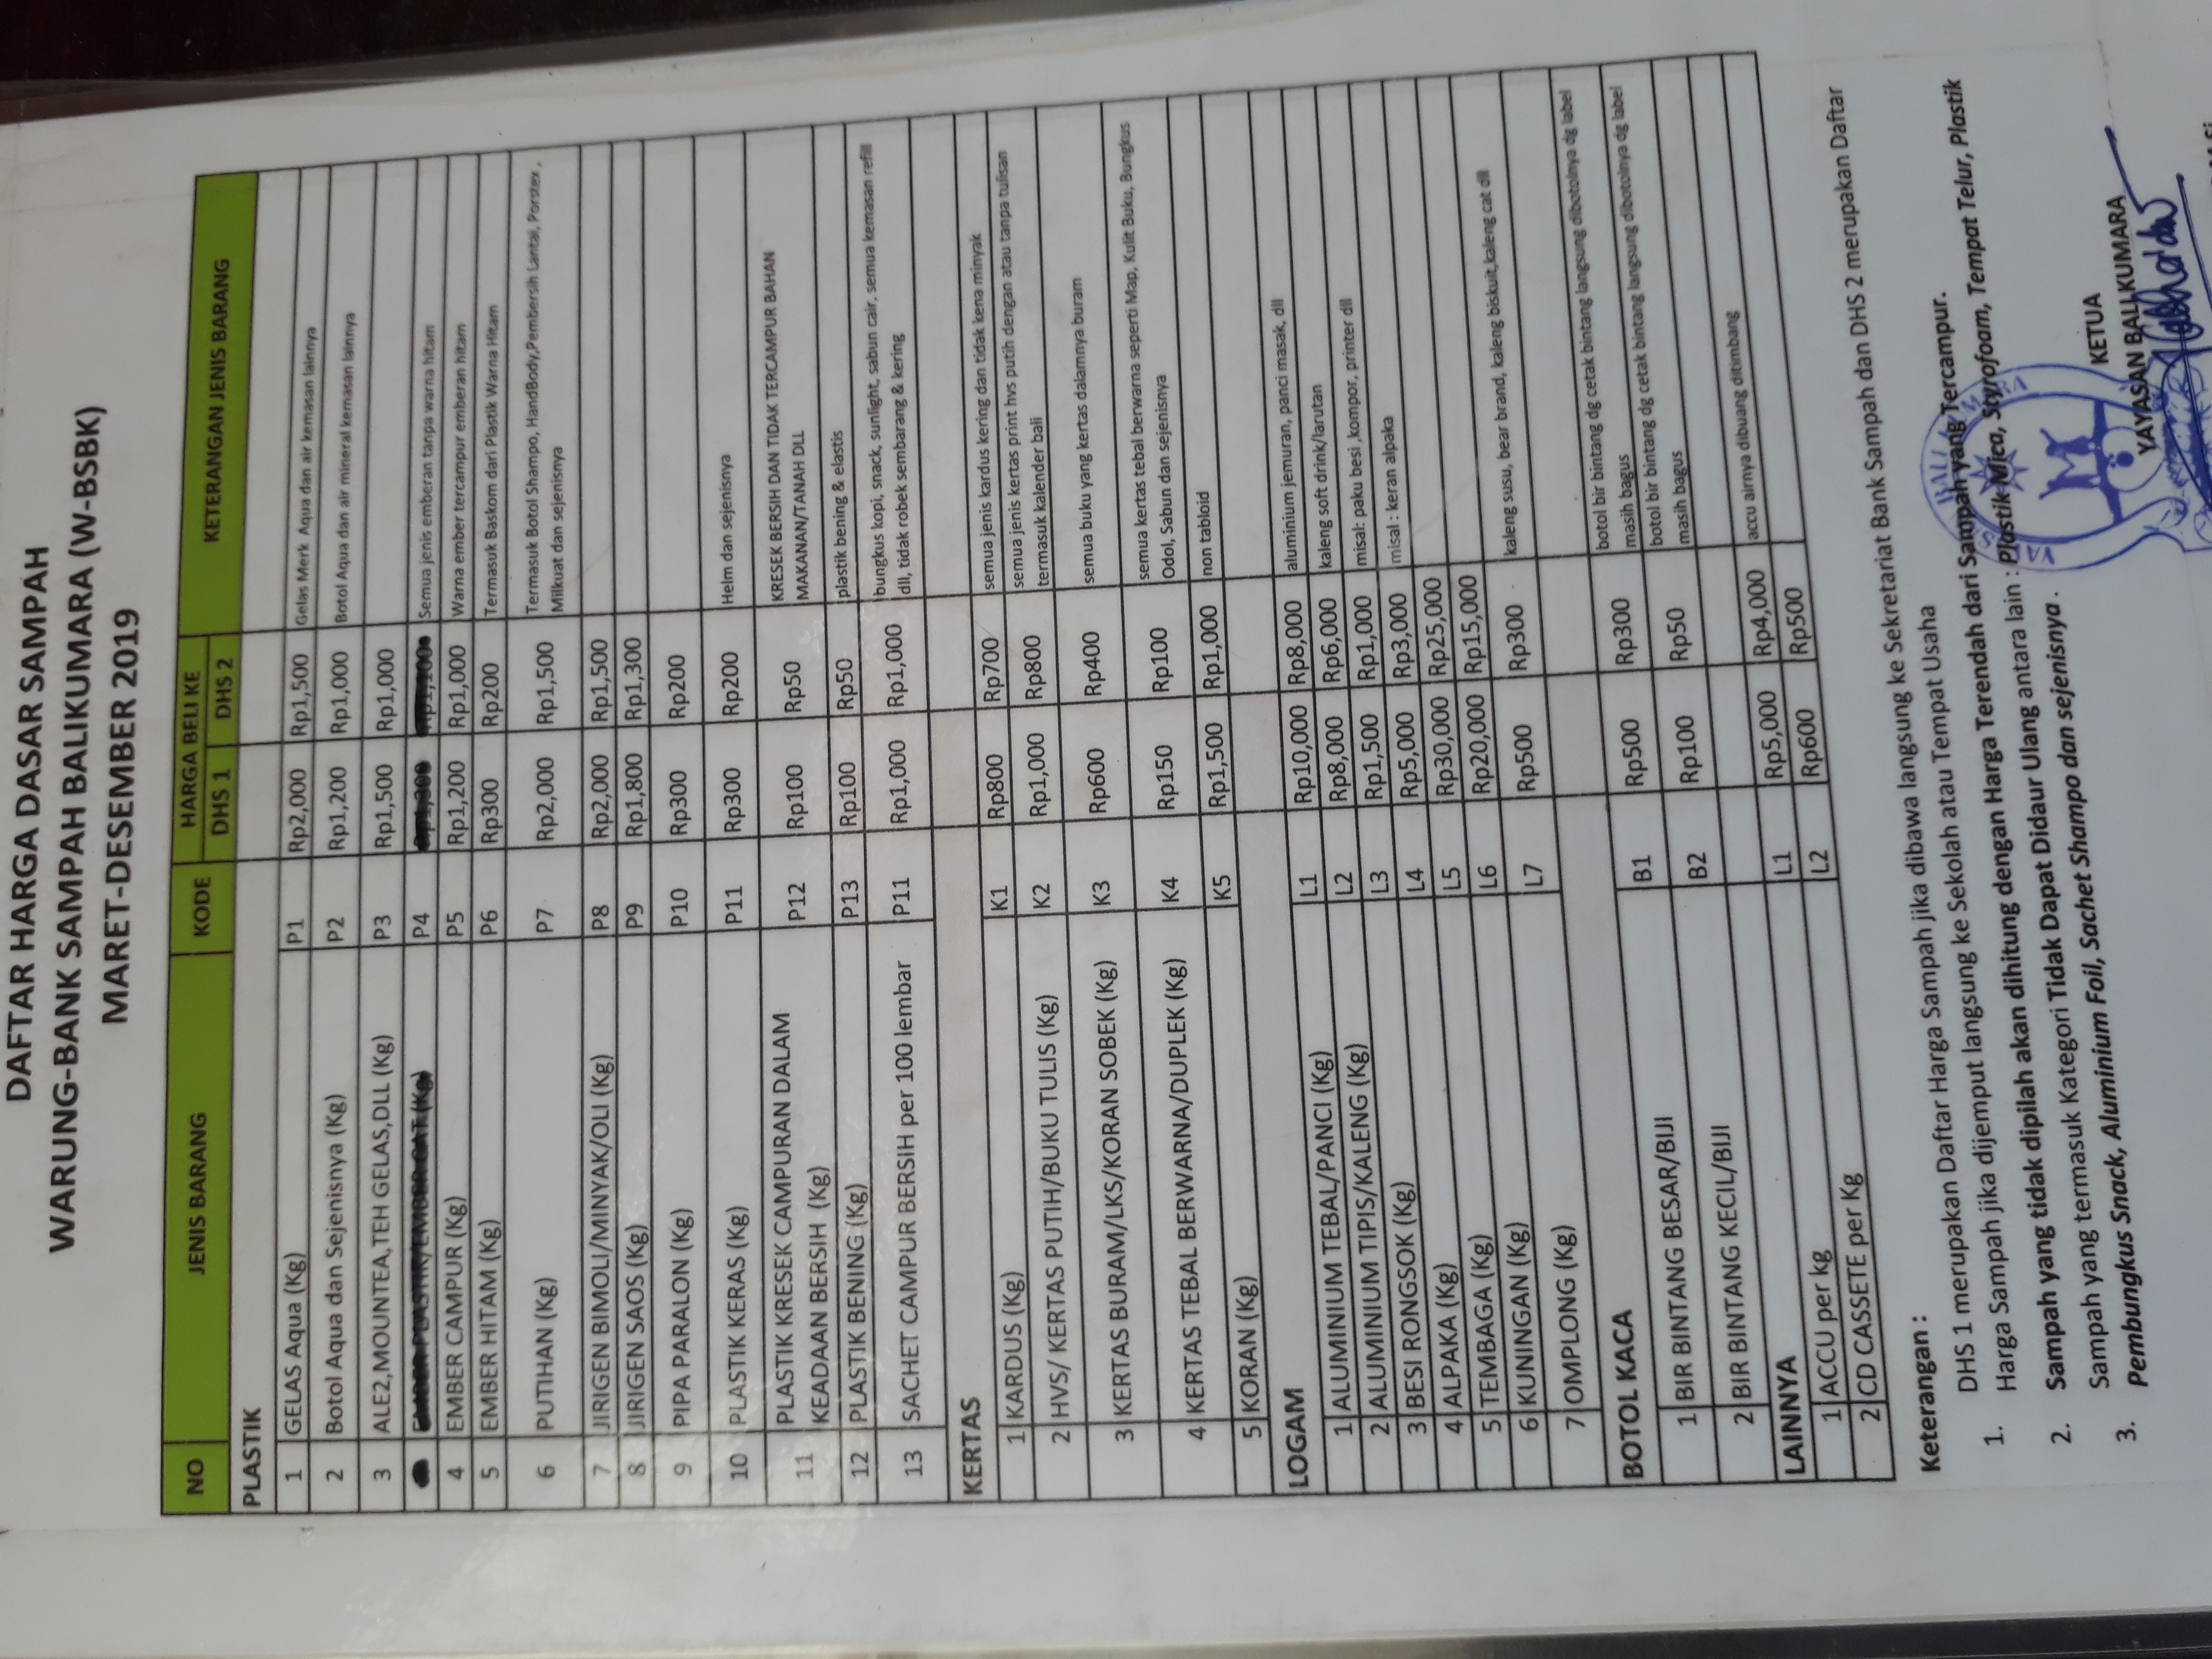 DAFTAR HARGA DASAR SAMPAH
WARUNG-BANK SAMPAH BALIKUMARA (W-BSBK)
MARET-DESEMBER 2019
NO JENIS BARANG KODE HARGA BELI KE KETERANGAN JENIS BARANG
DHS 1 DHS 2
PLASTIK
1 GELAS Aqua (Kg) P1 Rp2,000 Rp1,500 Gelas Merk Aqua dan air kemasan lainnya
2 Botol Aqua dan Sejenisnya (Kg) P2 Rp1,200 Rp1,000 Botol Aqua dan air mineral kemasan lainya
3 ALE2,MOUNTEA,TEH GELAS,DLL (Kg) P3 Rp1,500 Rp1,000
P4 Semua jenis emberan tanpa warna hitam
4 EMBER CAMPUR (Kg) P5 Rp1,200 Rp1,000 Warna ember tercampur emberan hitam
5 EMBER HITAM (Kg) P6 Rp300 Rp200 Termasuk Baskom dari Plastik Warna Hitam
6 PUTIHAN (Kg) P7 Rp2,000 Rp1,500 Termasuk Botol Shampo, HandBody,Pembersih Lantai, Porstex ,
Milkuat dan sejenisnya
7 JIRIGEN BIMOLI/MINYAK/OLI (Kg) P8 Rp2,000 Rp1,500
8 JIRIGEN SAOS (Kg) P9 Rp1,800 Rp1,300
9 PIPA PARALON (Kg) P10 Rp300 Rp200
10 PLASTIK KERAS (Kg) P11 Rp300 Rp200 Helm dan sejenisnya
11 PLASTIK KRESEK CAMPURAN DALAM P12 Rp100 Rp50 KRESEK BERSIH DAN TIDAK TERCAMPUR BAHAN
KEADAAN BERSIH (Kg) MAKANAN/TANAH DLL
12 PLASTIK BENING (Kg) P13 Rp100 Rp50 plastik bening & elastis
13 SACHET CAMPUR BERSIH per 100 lembar P11 Rp1,000 Rp1,000 bungkus kopi, snack, sunlight, sabun cair, semua kemasan refill
dll, tidak robek sembarang & kering
KERTAS
1 KARDUS (Kg) K1 Rp800 Rp700 semua jenis kardus kering dan tidak kena minyak
2 HVS/ KERTAS PUTIH/BUKU TULIS (Kg) K2 Rp1,000 Rp800 semua jenis kertas print hvs putih dengan atau tanpa tulisan
termasuk kalender bali
3 KERTAS BURAM/LKS/KORAN SOBEK (Kg) K3 Rp600 Rp400 semua buku yang kertas dalamnya buram
4 KERTAS TEBAL BERWARNA/DUPLEK (Kg) K4 Rp150 Rp100 semua kertas tebal berwarna seperti Map, Kulit Buku, Bungkus
Odol, Sabun dan sejenisnya
5 KORAN (Kg) K5 Rp1,500 Rp1,000 non tabloid
LOGAM
1 ALUMINIUM TEBAL/PANCI (Kg) L1 Rp10,000 Rp8,000 aluminium jemuran, panci masak, dll
2 ALUMINIUM TIPIS/KALENG (Kg) L2 Rp8,000 Rp6,000 kaleng soft drink/larutan
3 BESI RONGSOK (Kg) L3 Rp1,500 Rp1,000 misal: paku besi ,kompor, printer dll
4 ALPAKA (Kg) L4 Rp5,000 Rp3,000 misal : keran alpaka
5 TEMBAGA (Kg) L5 Rp30,000 Rp25,000
6 KUNINGAN (Kg) L6 Rp20,000 Rp15,000
7 OMPLONG (Kg) L7 Rp500 Rp300 kaleng susu, bear brand, kaleng biskuit,kaleng cat dll
BOTOL KACA
1 BIR BINTANG BESAR/BIJI B1 Rp500 Rp300 botol bir bintang dg cetak bintang langsung dibotolnya dg label
masih bagus
2 BIR BINTANG KECIL/BIJI B2 Rp100 Rp50 botol bir bintang dg cetak bintang langsung dibotolnya dg label
masih bagus
LAINNYA
1 ACCU per kg L1 Rp5,000 Rp4,000 accu airnya dibuang ditimbang
2 CD CASSETE per Kg L2 Rp600 Rp500
Keterangan :
1. DHS 1 merupakan Daftar Harga Sampah jika dibawa langsung ke Sekretariat Bank Sampah dan DHS 2 merupakan Daftar
Harga Sampah jika dijemput langsung ke Sekolah atau Tempat Usaha
2. Sampah yang tidak dipilah akan dihitung dengan Harga Terendah dari Sampah yang Tercampur.
3. Sampah yang termasuk Kategori Tidak Dapat Didaur Ulang antara lain : Plastik Mica, Styrofoam, Tempat Telur, Plastik
Pembungkus Snack, Aluminium Foil, Sachet Shampo dan sejenisnya .
KETUA
YAYASAN BALI KUMARA